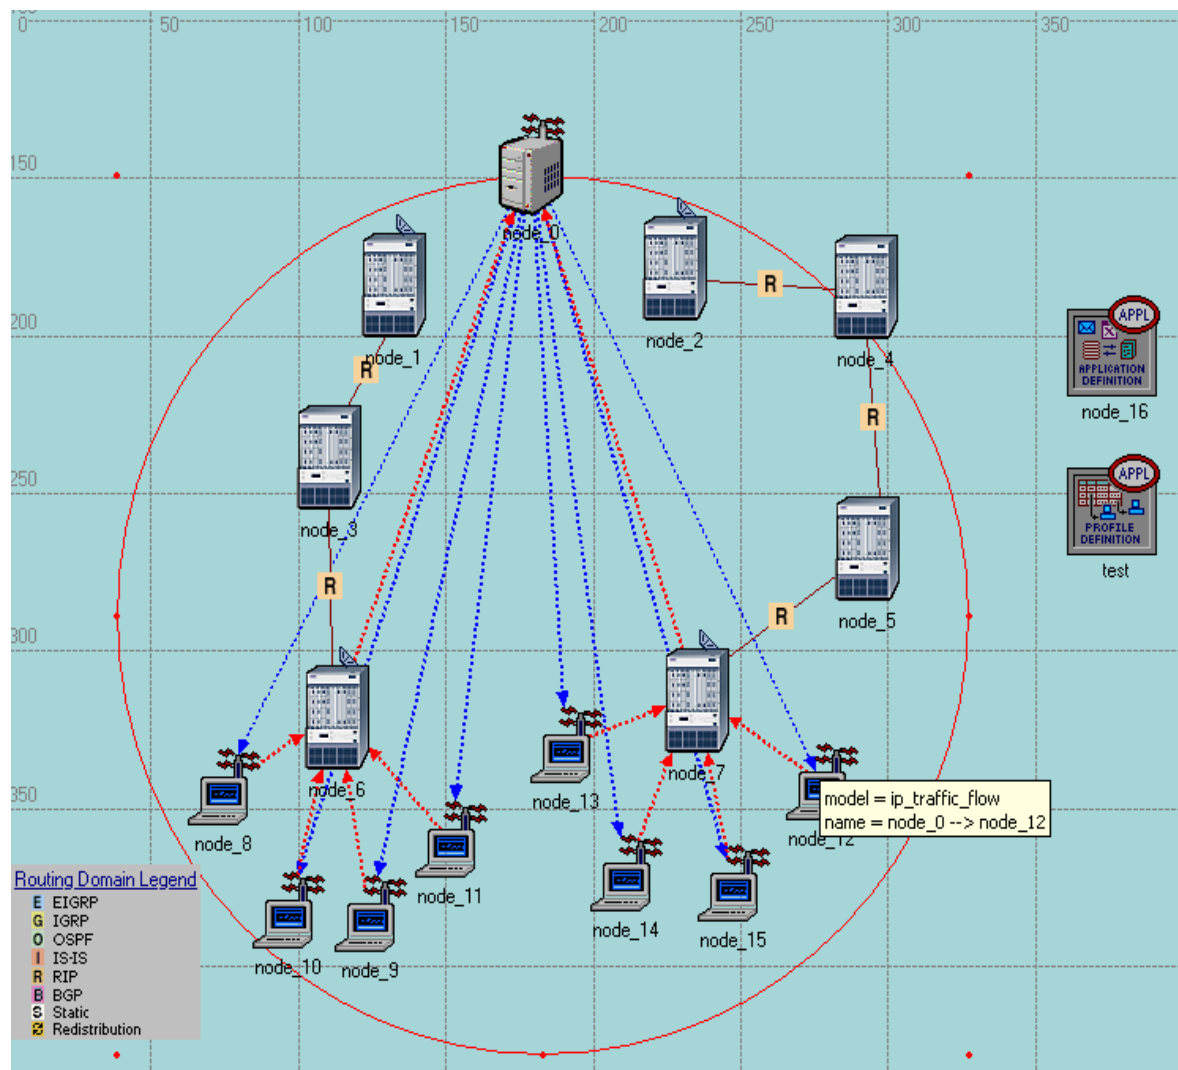 0 50 100 150 200 250 300 350
node_0
150
node_1
node_2
R
node_4
200
R
APPL
APPLICATION
DEFINITION
node_16
R
250
node_3
APPL
PROFILE
DEFINITION
test
R
node_5
R
300
node_6
node_7
node_13
node_12
model = ip_traffic_flow
name = node_0 --> node_12
350
node_8
node_11
node_14
node_15
node_10
node_9
Routing Domain Legend
E EIGRP
G IGRP
O OSPF
I IS-IS
R RIP
B BGP
S Static
Redistribution